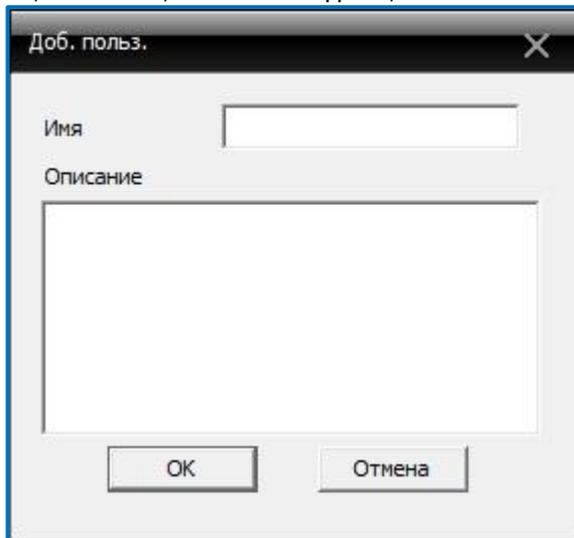 Доб. польз.
Имя
Описание
OK
Отмена